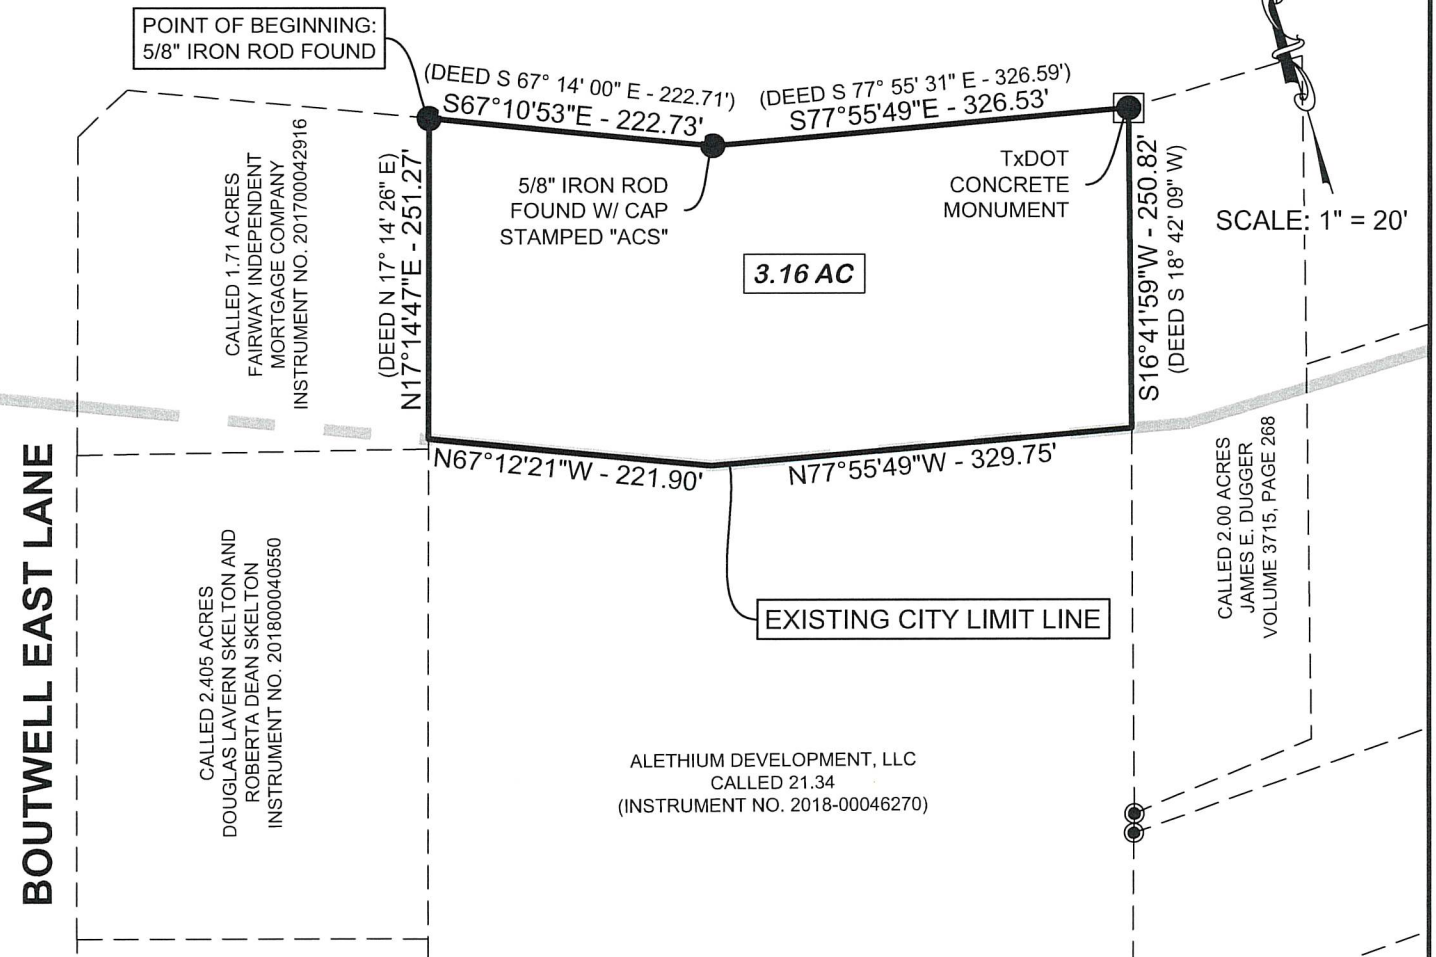 POINT OF BEGINNING:
5/8" IRON ROD FOUND
(DEED S 67° 14' 00" E - 222.71')
S67°10'53"E - 222.73'
(DEED S 77° 55' 31" E - 326.59')
S77°55'49"E - 326.53'
5/8" IRON ROD
FOUND W/ CAP
STAMPED "ACS"
TxDOT
CONCRETE
MONUMENT
SCALE: 1" = 20'
3.16 AC
CALLED 1.71 ACRES
FAIRWAY INDEPENDENT
MORTGAGE COMPANY
INSTRUMENT NO. 201700042916
(DEED N 17° 14' 26" E)
N17°14'47"E - 251.27'
S16°41'59"W - 250.82'
(DEED S 18° 42' 09" W)
N67°12'21"W - 221.90'
N77°55'49"W - 329.75'
EXISTING CITY LIMIT LINE
BOUTWELL EAST LANE
CALLED 2.405 ACRES
DOUGLAS LAVERN SKELTON AND
ROBERTA DEAN SKELTON
INSTRUMENT NO. 201800040550
CALLED 2.00 ACRES
JAMES E. DUGGER
VOLUME 3715, PAGE 268
ALETHIUM DEVELOPMENT, LLC
CALLED 21.34
(INSTRUMENT NO. 2018-00046270)